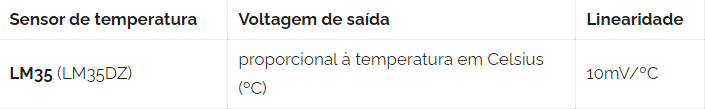 Sensor de temperatura
Voltagem de saída
Linearidade
LM35 (LM35DZ)
proporcional à temperatura em Celsius
(ºC)
10mV/ºC